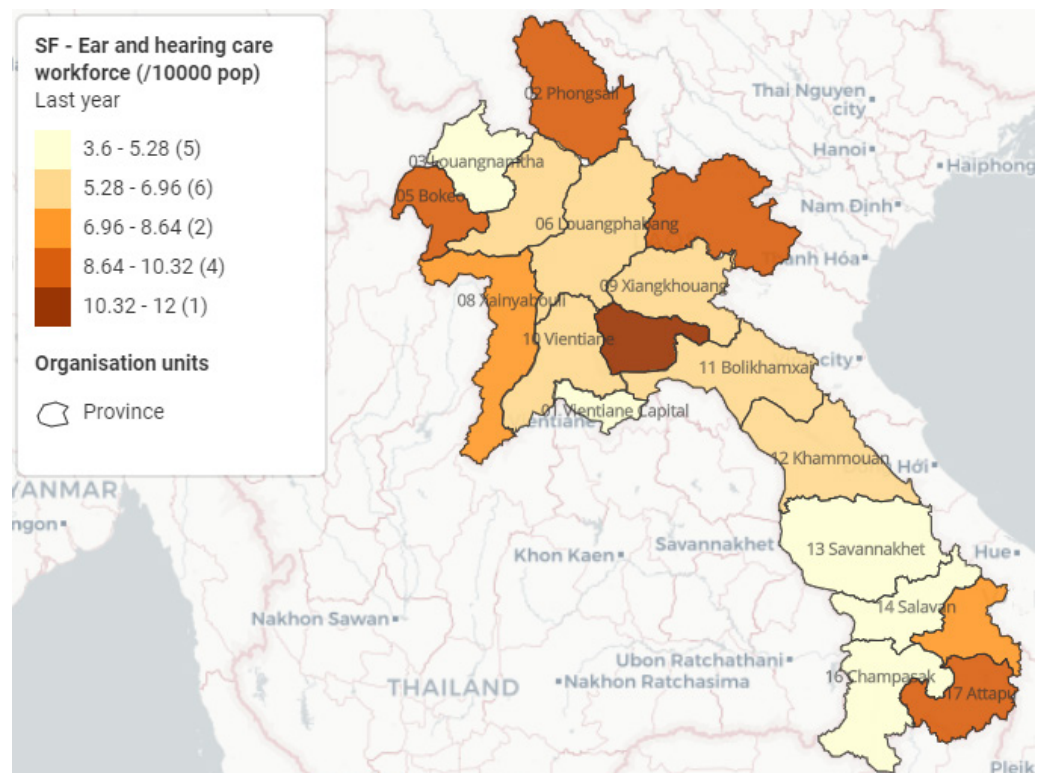 SF - Ear and hearing care
workforce (/10000 pop)
Last year
3.6 - 5.28 (5)
5.28 - 6.96 (6)
6.96 - 8.64 (2)
8.64 - 10.32 (4)
10.32 - 12 (1)
Organisation units
Province
02 Phongsali
Thai Nguyen
city
03 Louangnamtha
Hanoi
Haiphong
05 Bokeo
Nam Định
06 Louangphabang
Thanh Hóa
09 Xiangkhouang
08 Xainyabouli
10 Vientiane
11 Bolikhamxai
city
01 Vientiane Capital
12 Khammouan
Hới
YANMAR
ngon
13 Savannakhet
Savannakhet
Khon Kaen
Hue
14 Salavan
Nakhon Sawan
Ubon Ratchathani
16 Champasak
THAILAND
Nakhon Ratchasima
17 Attapu
Pleik